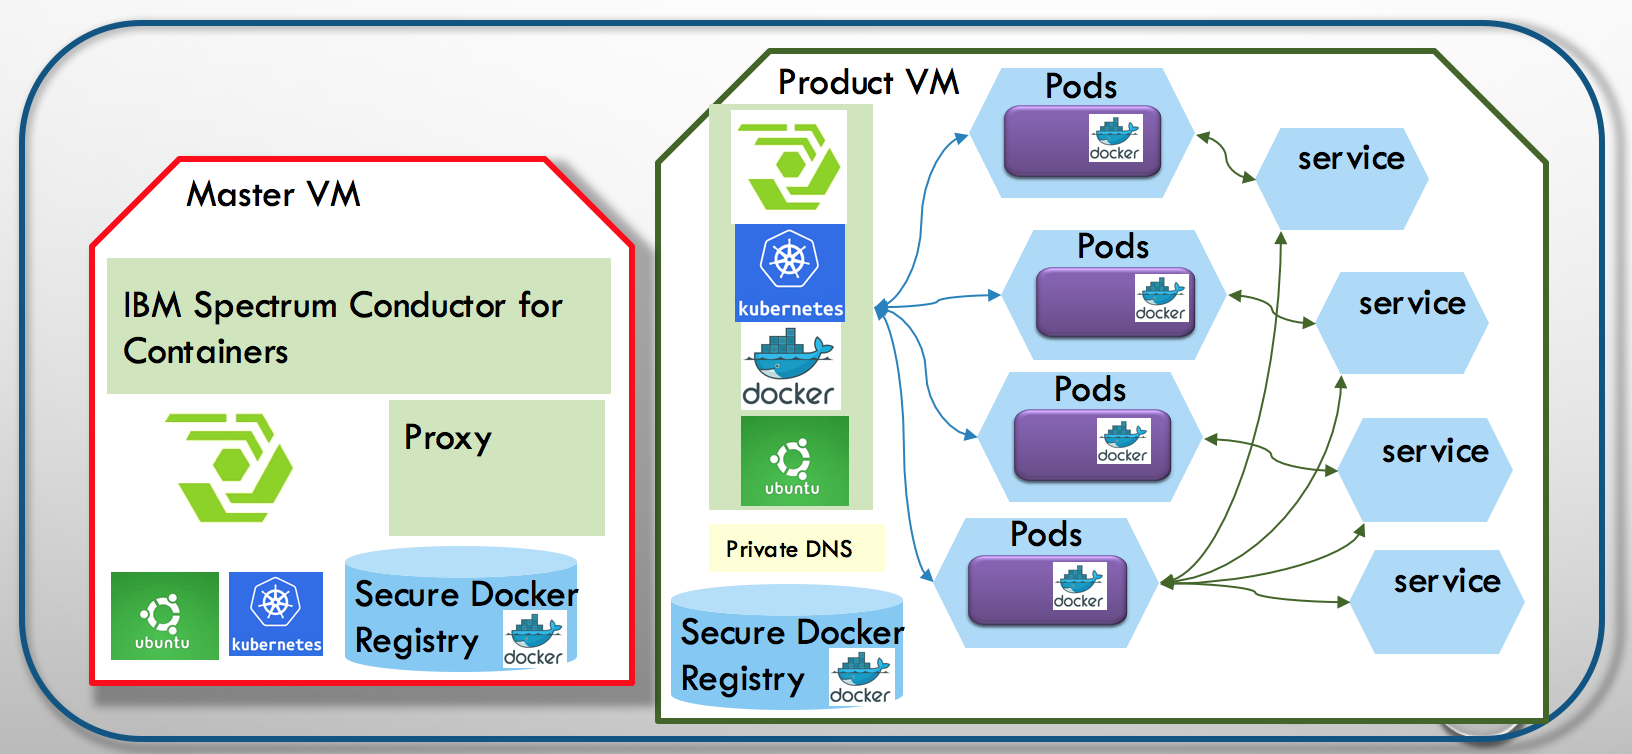 Master VM
IBM Spectrum Conductor for
Containers
Proxy
ubuntu
kubernetes
Secure Docker
Registry
docker
Product VM
kubernetes
docker
ubuntu
Private DNS
Secure Docker
Registry
docker
Pods
docker
Pods
docker
Pods
docker
Pods
docker
service
service
service
service